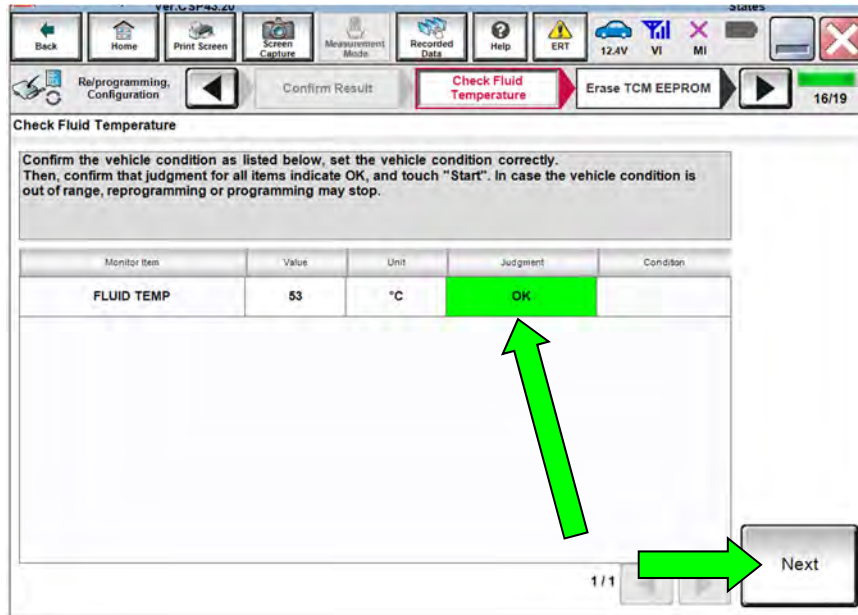 Ver.CSP43.20
States
Back
Home
Print Screen
Screen
Capture
Measurement
Mode
Recorded
Data
Help
ERT
12.4V
VI
MI
Re/programming,
Configuration
Confirm Result
Check Fluid
Temperature
Erase TCM EEPROM
16/19
Check Fluid Temperature
Confirm the vehicle condition as listed below, set the vehicle condition correctly.
Then, confirm that judgment for all items indicate OK, and touch "Start". In case the vehicle condition is
out of range, reprogramming or programming may stop.
Monitor Item
Value
Unit
Judgment
Condition
FLUID TEMP
53
°C
OK
1/1
Next